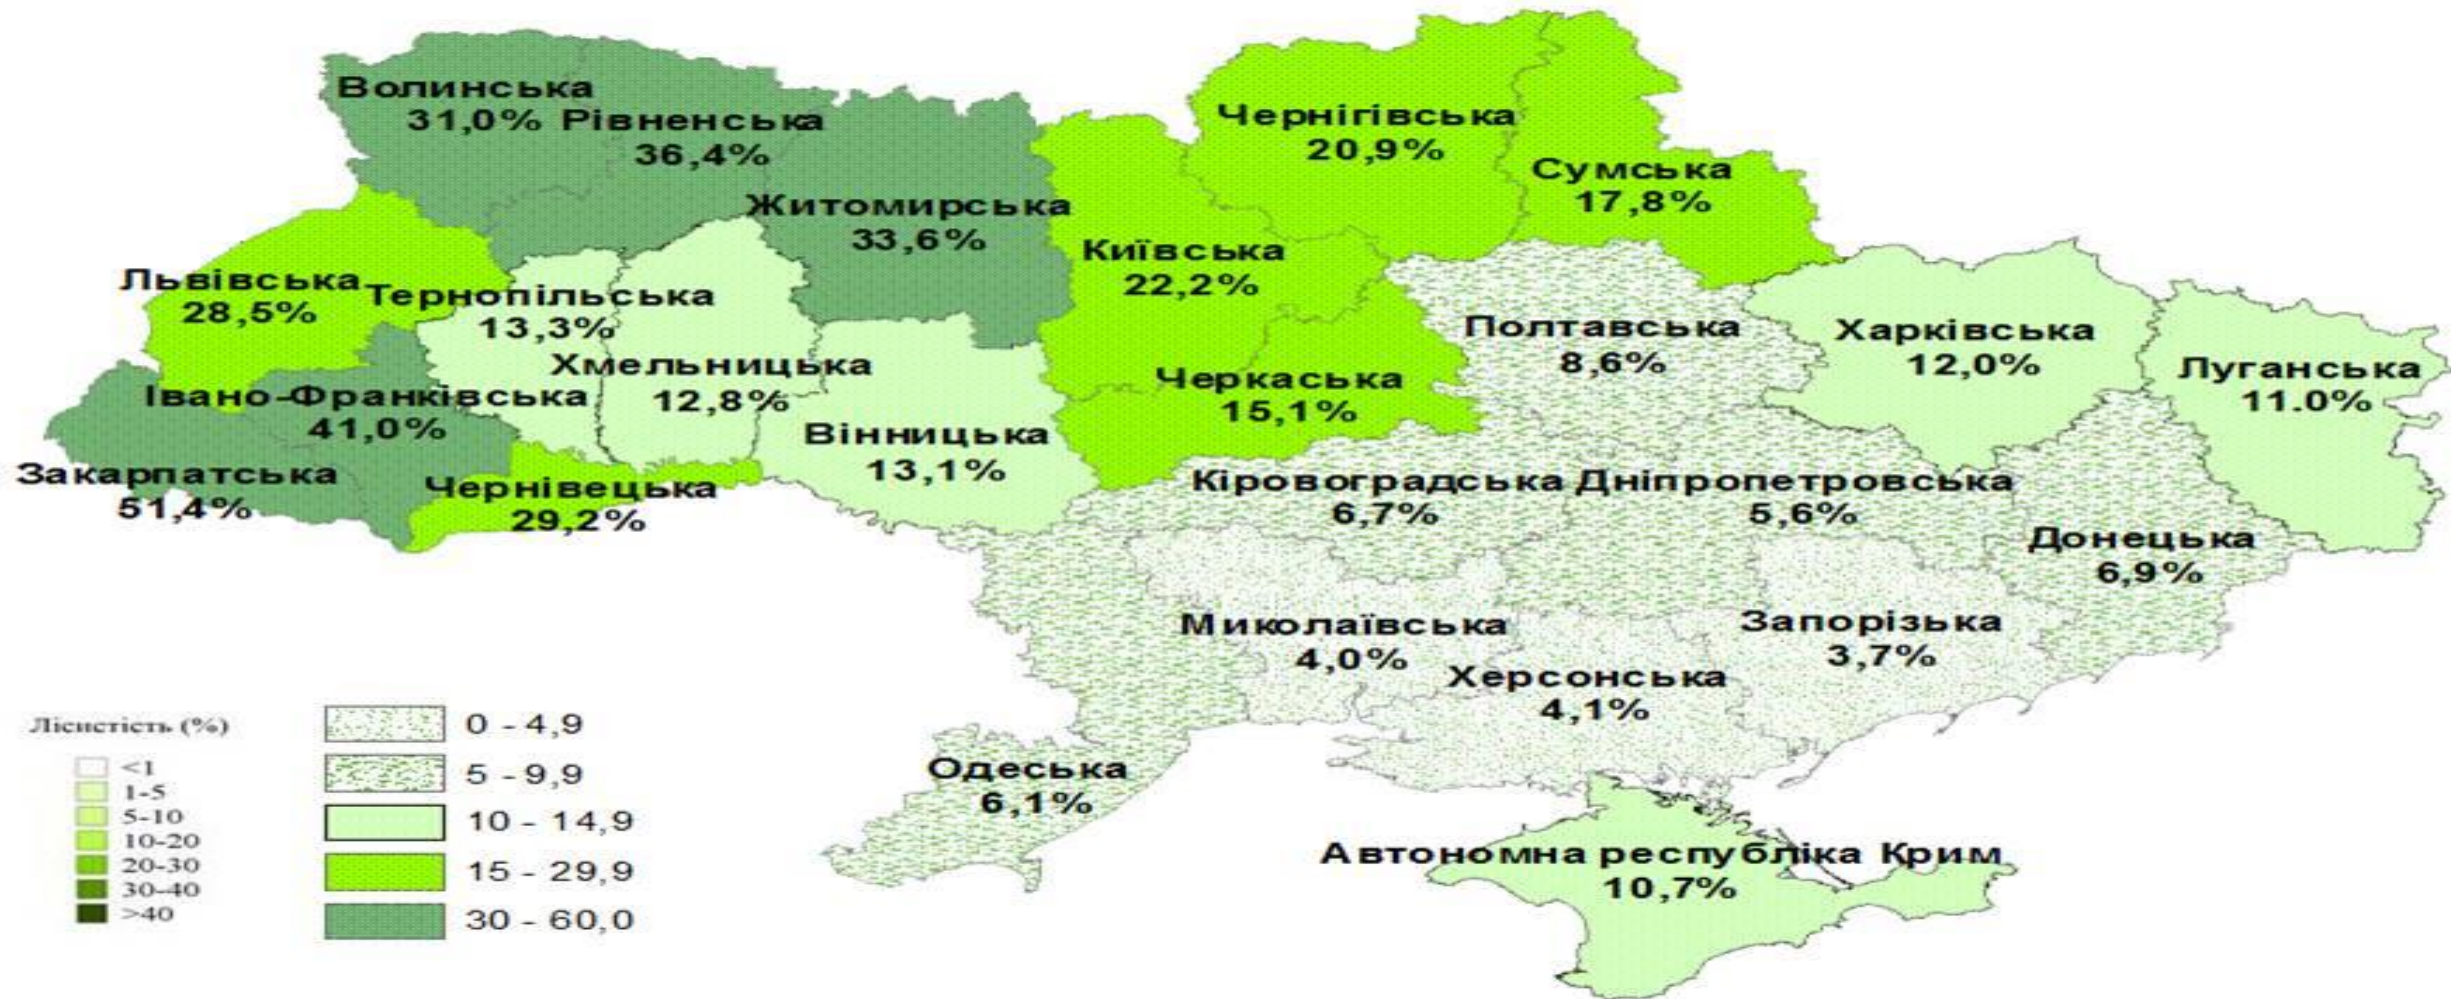 Волинська
31,0%
Рівненська
36,4%
Житомирська
33,6%
Чернігівська
20,9%
Сумська
17,8%
Київська
22,2%
Львівська
28,5%
Тернопільська
13,3%
Хмельницька
12,8%
Вінницька
13,1%
Черкаська
15,1%
Полтавська
8,6%
Харківська
12,0%
Луганська
11.0%
Івано-Франківська
41,0%
Закарпатська
51,4%
Чернівецька
29,2%
Кіровоградська
6,7%
Дніпропетровська
5,6%
Донецька
6,9%
Миколаївська
4,0%
Херсонська
4,1%
Запорізька
3,7%
Одеська
6,1%
Автономна республіка Крим
10,7%
Лісистість (%)
<1
1-5
5-10
10-20
20-30
30-40
>40
0 - 4,9
5 - 9,9
10 - 14,9
15 - 29,9
30 - 60,0